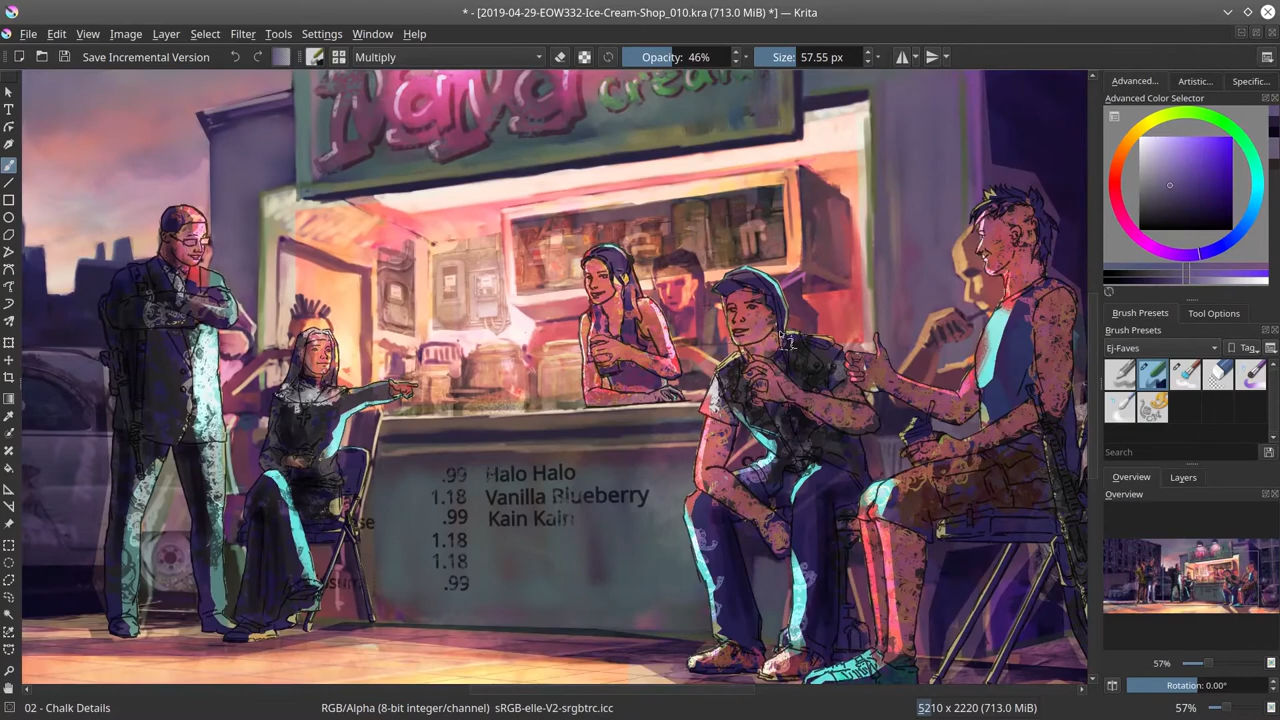 * - [2019-04-29-EOW332-Ice-Cream-Shop_010.kra (713.0 MiB) *] — Krita
File Edit View Image Layer Select Filter Tools Settings Window Help
Save Incremental Version
Multiply
Opacity: 46%
Size: 57.55 px
Advanced... Artistic... Specific...
Advanced Color Selector
cream
Brush Presets Tool Options
Brush Presets
Ej-Faves
Tag
Search
Overview Layers
Overview
.99 Halo Halo
1.18 Vanilla Blueberry
.99 Kain Kain
1.18
1.18
.99
57%
Rotation: 0.00°
02 - Chalk Details
RGB/Alpha (8-bit integer/channel) sRGB-elle-V2-srgbtrc.icc
5210 x 2220 (713.0 MiB)
57%